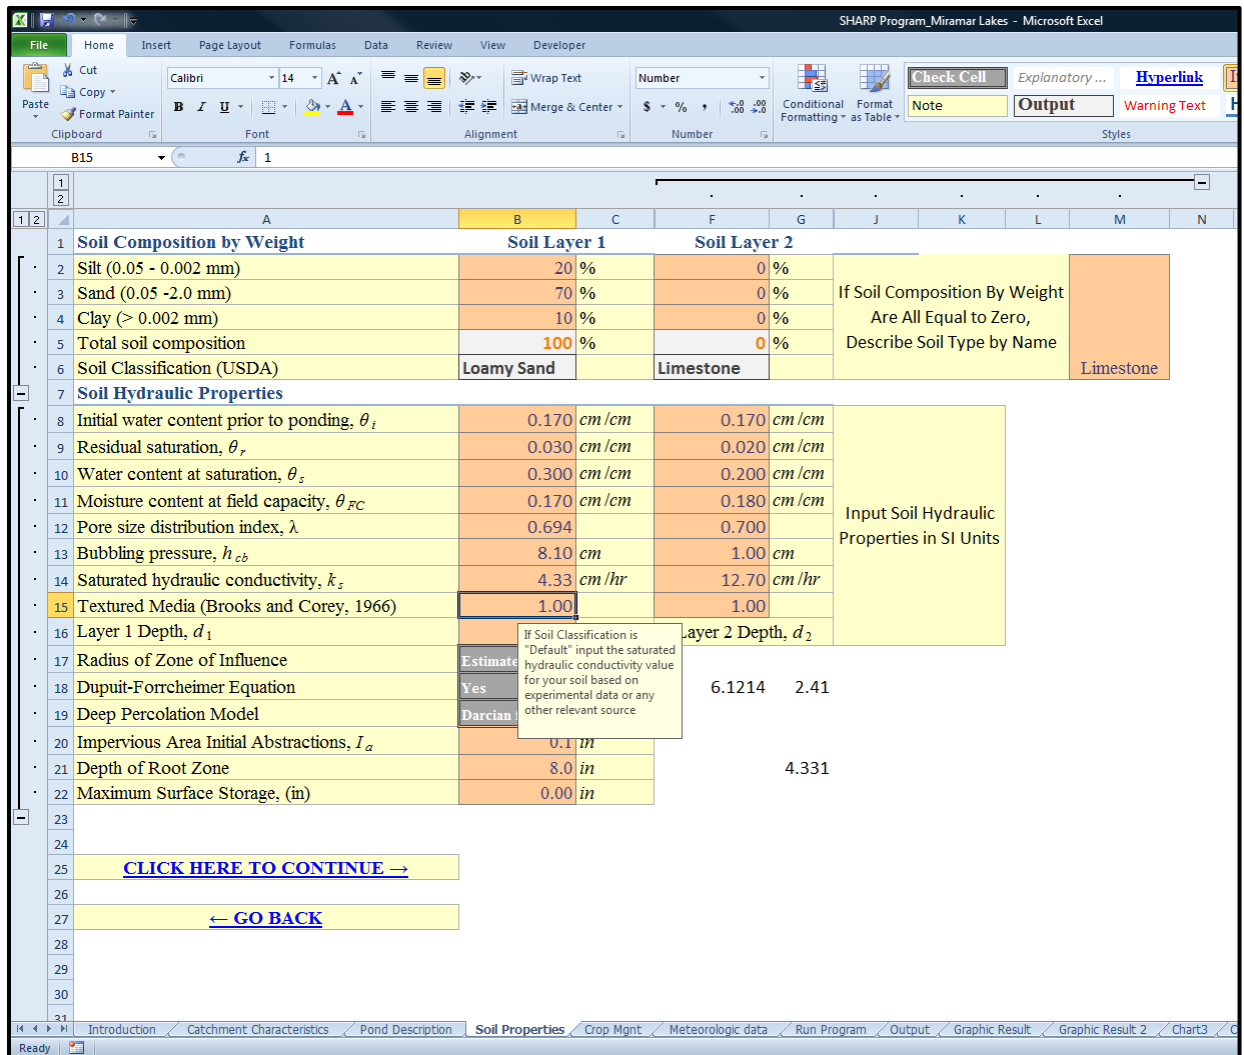 SHARP Program_Miramar Lakes - Microsoft Excel
File Home Insert Page Layout Formulas Data Review View Developer
Cut
Copy
Format Painter
Paste
Clipboard
Calibri 14
B I U
Font
Wrap Text
Merge & Center
Alignment
Number
$ % ,
Number
Conditional Formatting
Format as Table
Check Cell Explanatory ... Hyperlink
Note Output Warning Text
Styles
B15 fx 1
1
2
1 2 A B C F G J K L M N
1 Soil Composition by Weight Soil Layer 1 Soil Layer 2
2 Silt (0.05 - 0.002 mm) 20 % 0 %
3 Sand (0.05 -2.0 mm) 70 % 0 %
4 Clay (> 0.002 mm) 10 % 0 %
5 Total soil composition 100 % 0 %
6 Soil Classification (USDA) Loamy Sand Limestone
If Soil Composition By Weight
Are All Equal to Zero,
Describe Soil Type by Name
Limestone
7 Soil Hydraulic Properties
8 Initial water content prior to ponding, θi 0.170 cm/cm 0.170 cm/cm
9 Residual saturation, θr 0.030 cm/cm 0.020 cm/cm
10 Water content at saturation, θs 0.300 cm/cm 0.200 cm/cm
11 Moisture content at field capacity, θFC 0.170 cm/cm 0.180 cm/cm
12 Pore size distribution index, λ 0.694 0.700
13 Bubbling pressure, hcb 8.10 cm 1.00 cm
14 Saturated hydraulic conductivity, ks 4.33 cm/hr 12.70 cm/hr
15 Textured Media (Brooks and Corey, 1966) 1.00 1.00
Input Soil Hydraulic
Properties in SI Units
16 Layer 1 Depth, d1 Layer 2 Depth, d2
17 Radius of Zone of Influence Estimate
18 Dupuit-Forrcheimer Equation Yes 6.1214 2.41
19 Deep Percolation Model Darcian
If Soil Classification is
"Default" input the saturated
hydraulic conductivity value
for your soil based on
experimental data or any
other relevant source
20 Impervious Area Initial Abstractions, Ia 0.1 in
21 Depth of Root Zone 8.0 in 4.331
22 Maximum Surface Storage, (in) 0.00 in
23
24
25 CLICK HERE TO CONTINUE →
26
27 ← GO BACK
28
29
30
31
Introduction Catchment Characteristics Pond Description Soil Properties Crop Mgnt Meteorologic data Run Program Output Graphic Result Graphic Result 2 Chart3
Ready